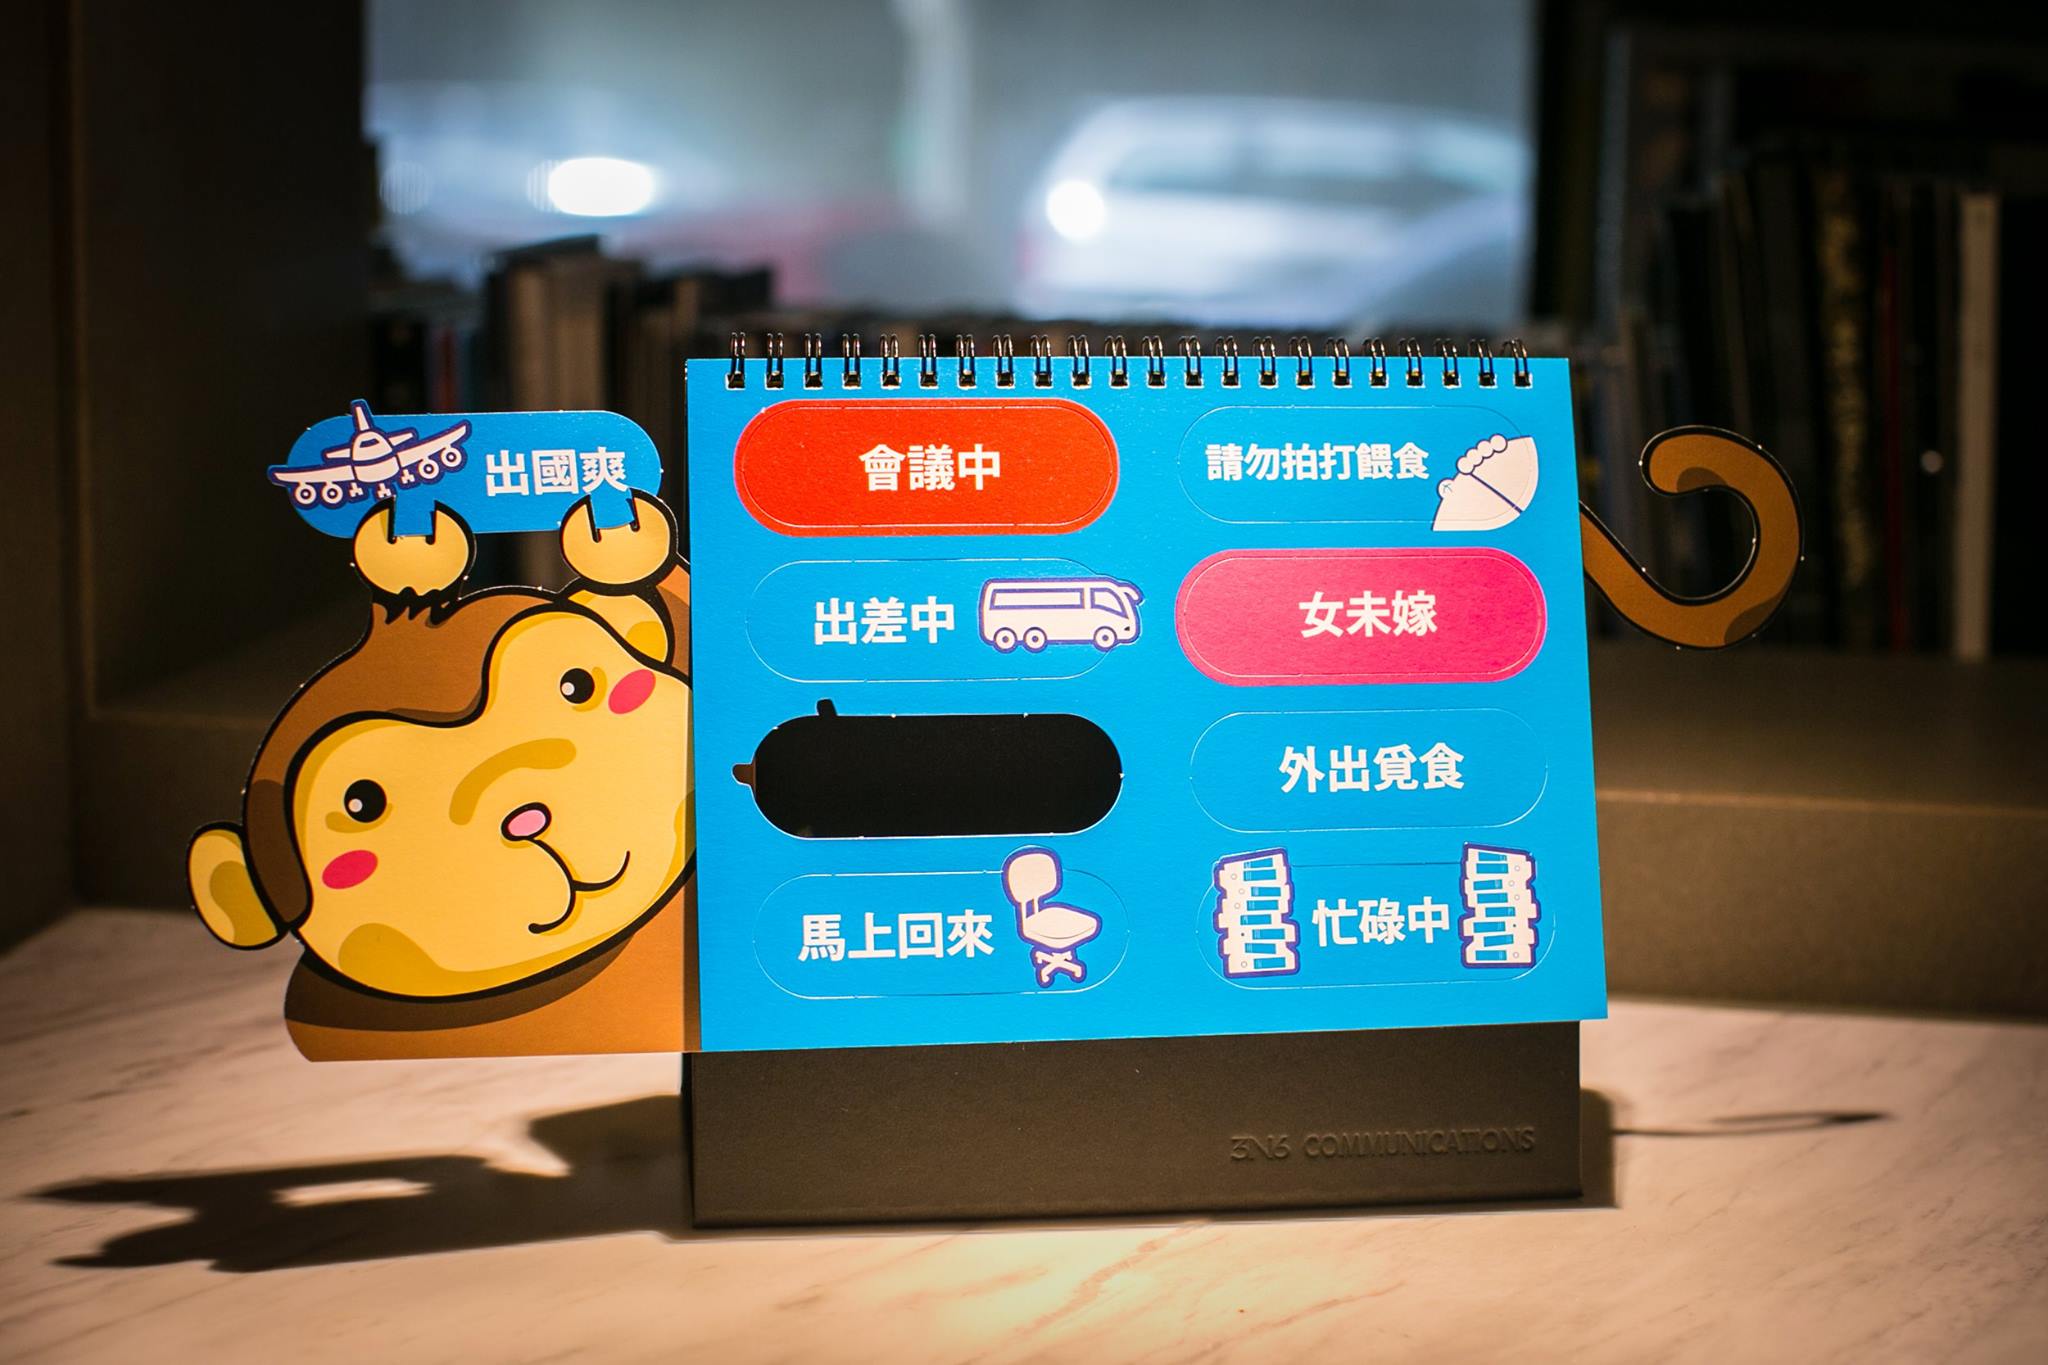 出國爽
會議中
請勿拍打餵食
出差中
女未嫁
外出覓食
馬上回來
忙碌中
3N6 COMMUNICATIONS